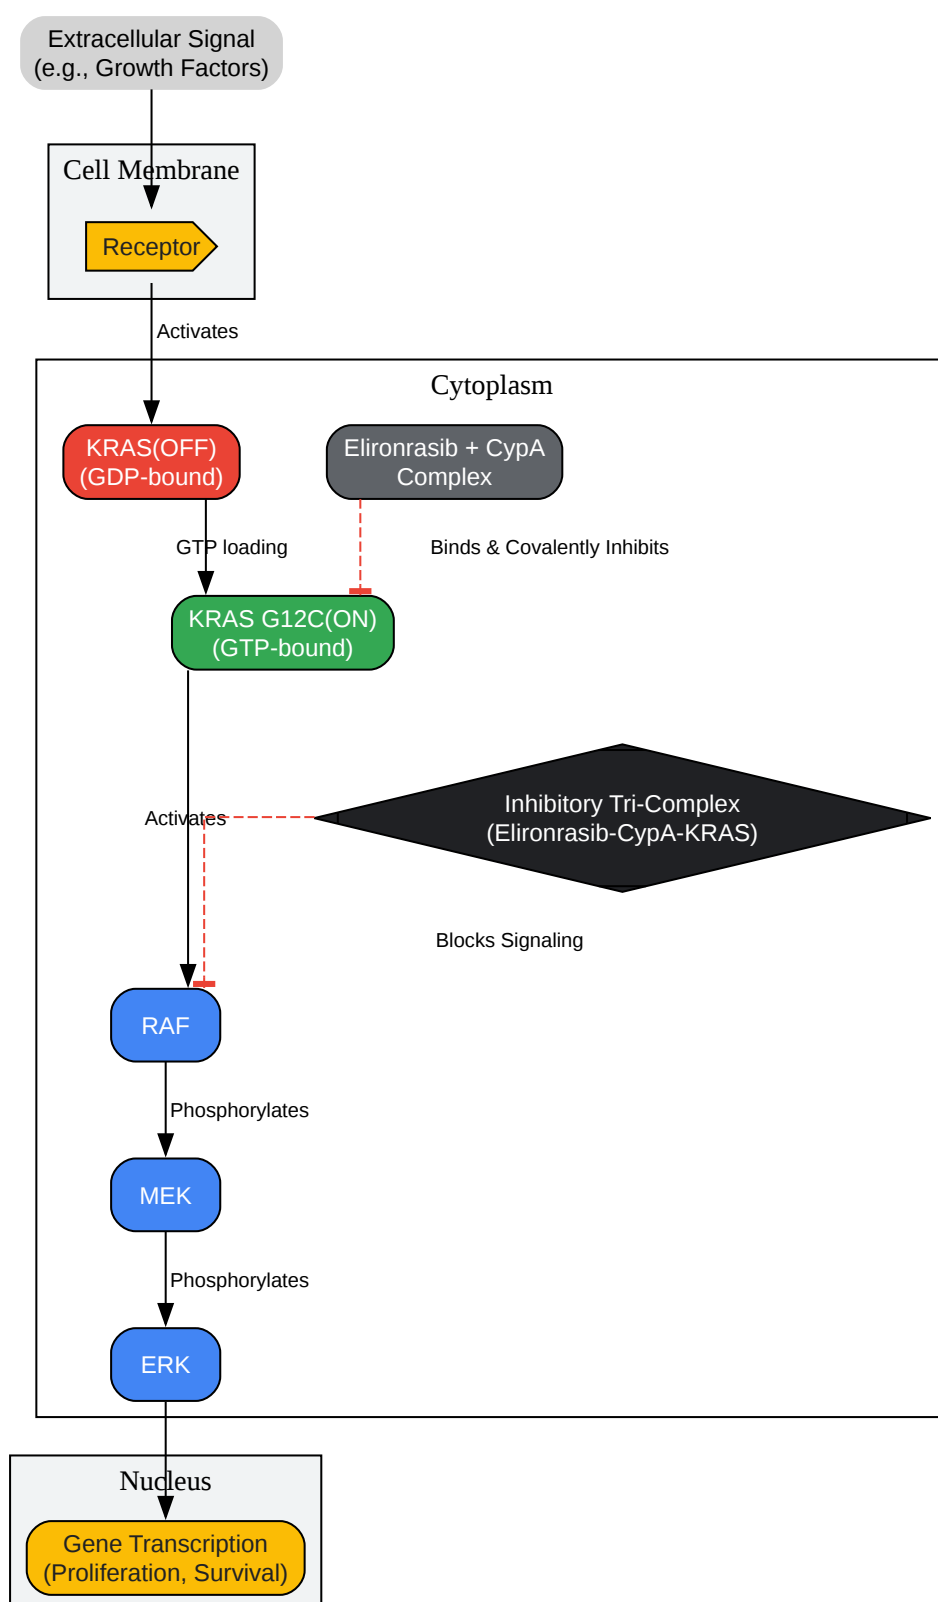 Extracellular Signal
(e.g., Growth Factors)
Cell Membrane
Receptor
Activates
Cytoplasm
KRAS(OFF)
(GDP-bound)
Elironrasib + CypA
Complex
GTP loading
Binds & Covalently Inhibits
KRAS G12C(ON)
(GTP-bound)
Inhibitory Tri-Complex
(Elironrasib-CypA-KRAS)
Activates
Blocks Signaling
RAF
Phosphorylates
MEK
Phosphorylates
ERK
Nucleus
Gene Transcription
(Proliferation, Survival)